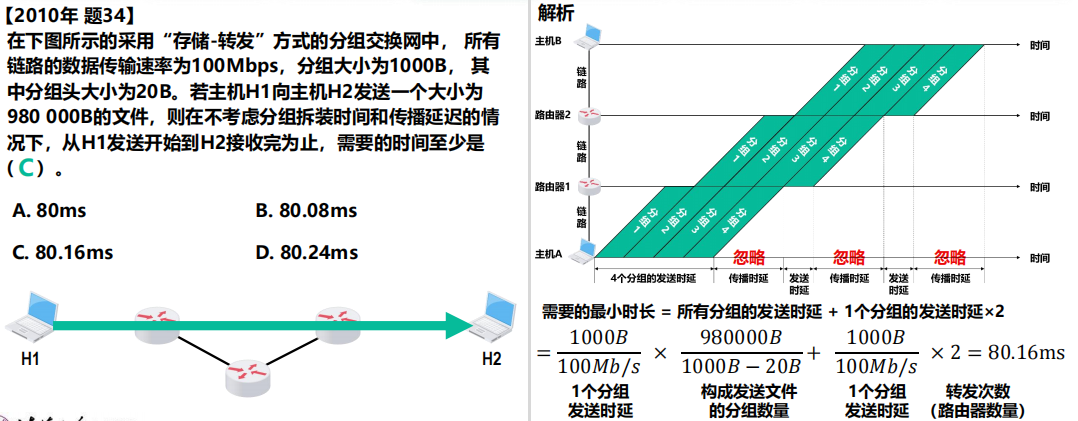 【2010年 题34】
在下图所示的采用“存储-转发”方式的分组交换网中， 所有
链路的数据传输速率为100Mbps，分组大小为1000B， 其
中分组头大小为20B。若主机H1向主机H2发送一个大小为
980 000B的文件，则在不考虑分组拆装时间和传播延迟的情
况下，从H1发送开始到H2接收完为止，需要的时间至少是
（C）。
A. 80ms
B. 80.08ms
C. 80.16ms
D. 80.24ms
H1
H2
解析
主机B
时间
链路
分组1
分组2
分组3
分组4
路由器2
时间
链路
分组1
分组2
分组3
分组4
路由器1
时间
链路
分组1
分组2
分组3
分组4
主机A
忽略
忽略
忽略
时间
4个分组的发送时延
传播时延
发送
时延
传播时延
发送
时延
传播时延
需要的最小时长 = 所有分组的发送时延 + 1个分组的发送时延×2
= 1000B/100Mb/s × 980000B/1000B − 20B + 1000B/100Mb/s × 2 = 80.16ms
1个分组
发送时延
构成发送文件
的分组数量
1个分组
发送时延
转发次数
（路由器数量）